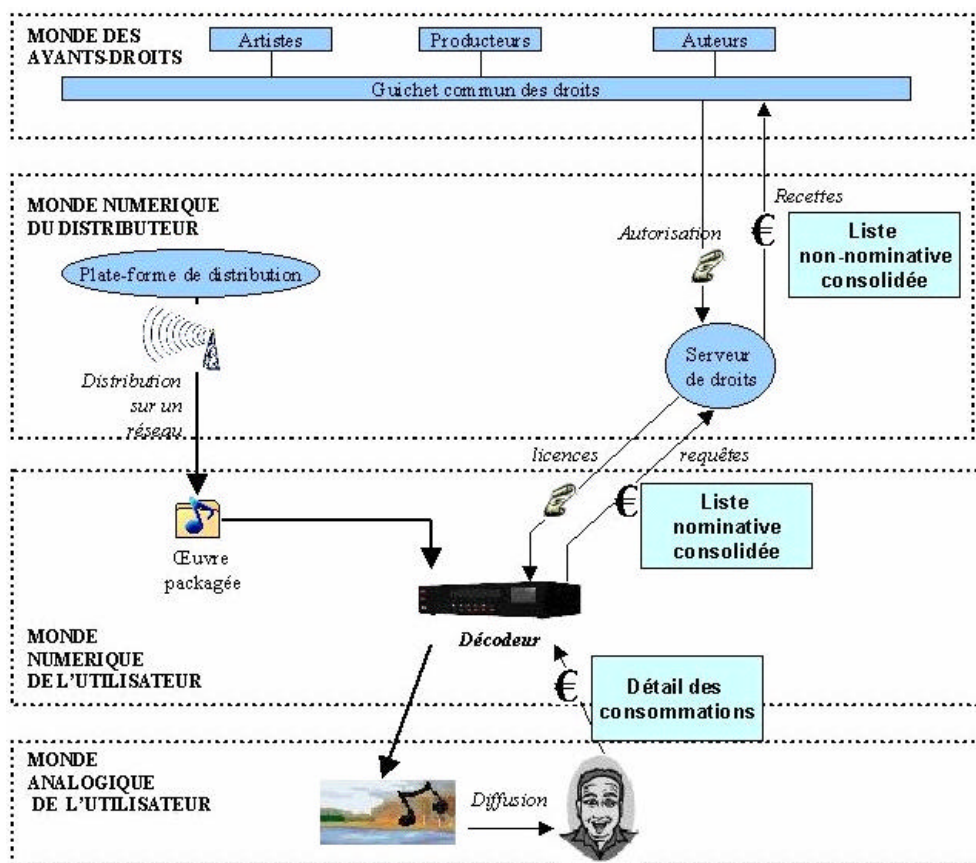 MONDE DES
AYANTS-DROITS
Artistes
Producteurs
Auteurs
Guichet commun des droits
MONDE NUMERIQUE
DU DISTRIBUTEUR
Plate-forme de distribution
Distribution
sur un
réseau
Autorisation
Recettes
€
Liste
non-nominative
consolidée
Serveur
de droits
licences
requêtes
€
Liste
nominative
consolidée
Œuvre
packagée
Décodeur
MONDE
NUMERIQUE
DE L'UTILISATEUR
€
Détail des
consommations
MONDE
ANALOGIQUE
DE L'UTILISATEUR
Diffusion